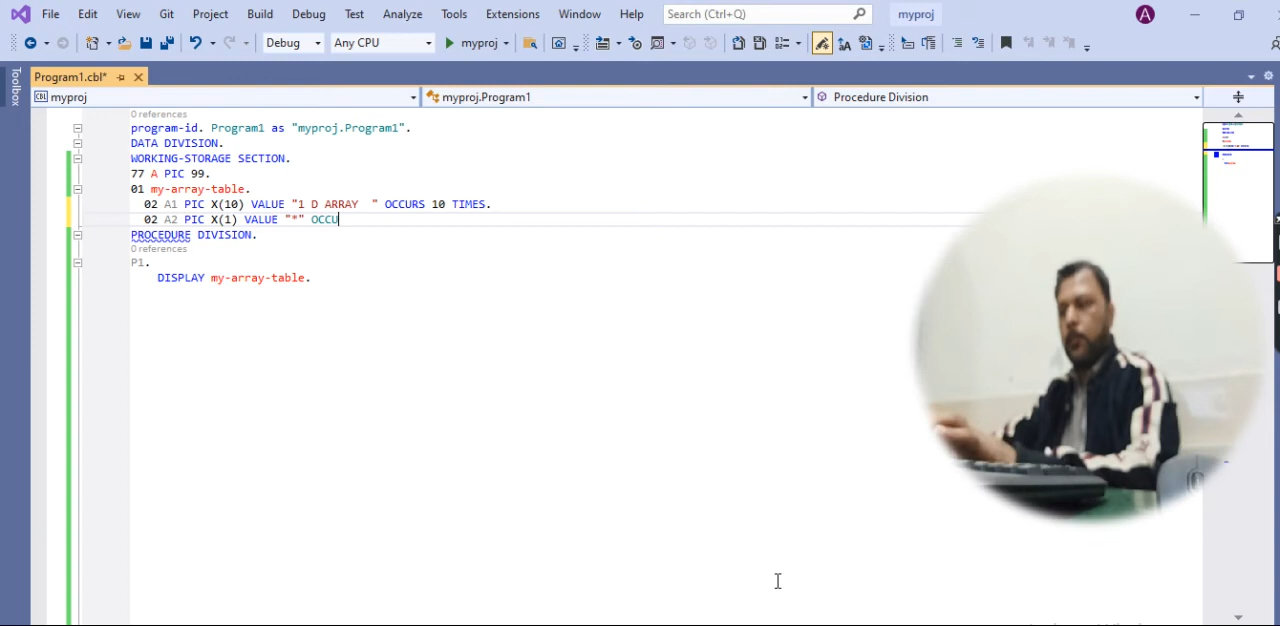 File Edit View Git Project Build Debug Test Analyze Tools Extensions Window Help Search (Ctrl+Q) myproj A
Debug Any CPU myproj
Toolbox
Program1.cbl*
CBL myproj myproj.Program1 Procedure Division
0 references
program-id. Program1 as "myproj.Program1".
DATA DIVISION.
WORKING-STORAGE SECTION.
77 A PIC 99.
01 my-array-table.
02 A1 PIC X(10) VALUE "1 D ARRAY  " OCCURS 10 TIMES.
02 A2 PIC X(1) VALUE "*" OCCU
PROCEDURE DIVISION.
0 references
P1.
DISPLAY my-array-table.